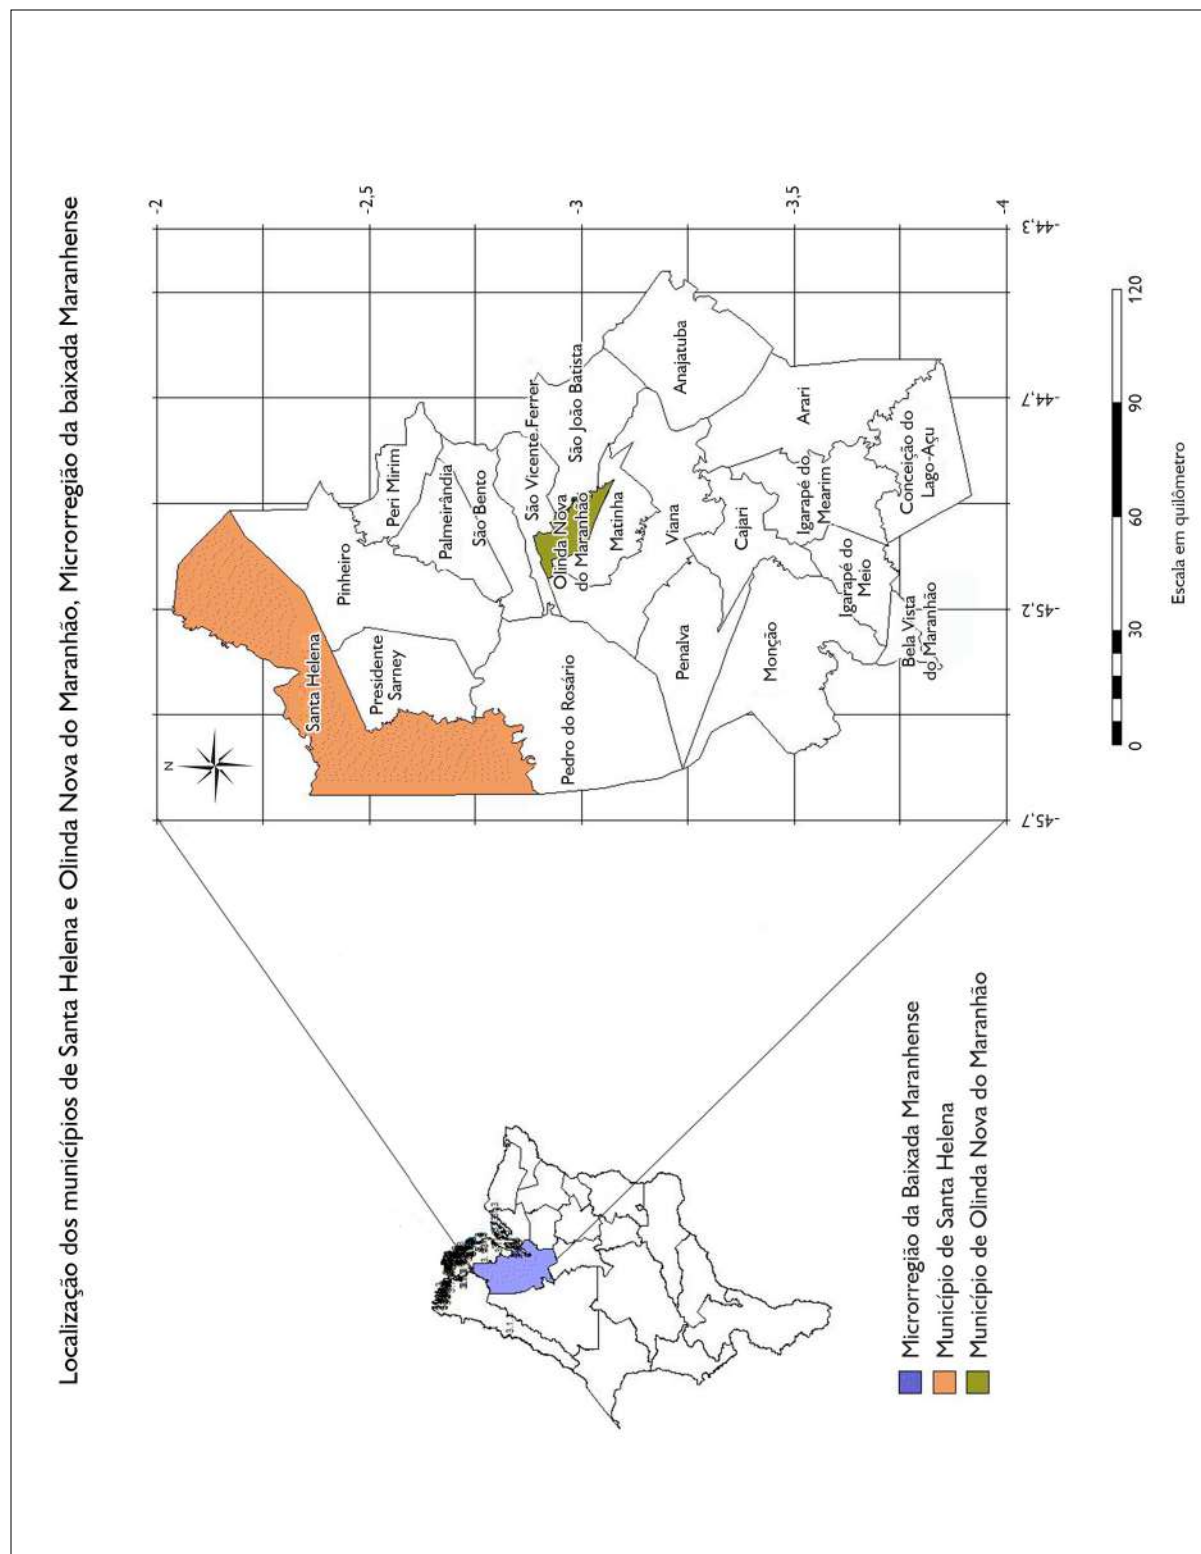 Localização dos municípios de Santa Helena e Olinda Nova do Maranhão, Microrregião da baixada Maranhense
N
-2
-2,5
-3
-3,5
-4
-45,7
-45,2
-44,7
-44,3
Santa Helena
Pinheiro
Presidente
Sarney
Peri Mirim
Palmeirândia
São Bento
São Vicente.Ferrer
São João Batista
Olinda Nova
do Maranhão
Matinha
Pedro do Rosário
Viana
Anajatuba
Penalva
Cajari
Monção
Arari
Igarapé do
Mearim
Igarapé do
Meio
Conceição do
Lago-Açu
Bela Vista
do Maranhão
Microrregião da Baixada Maranhense
Município de Santa Helena
Município de Olinda Nova do Maranhão
0
30
60
90
120
Escala em quilômetro